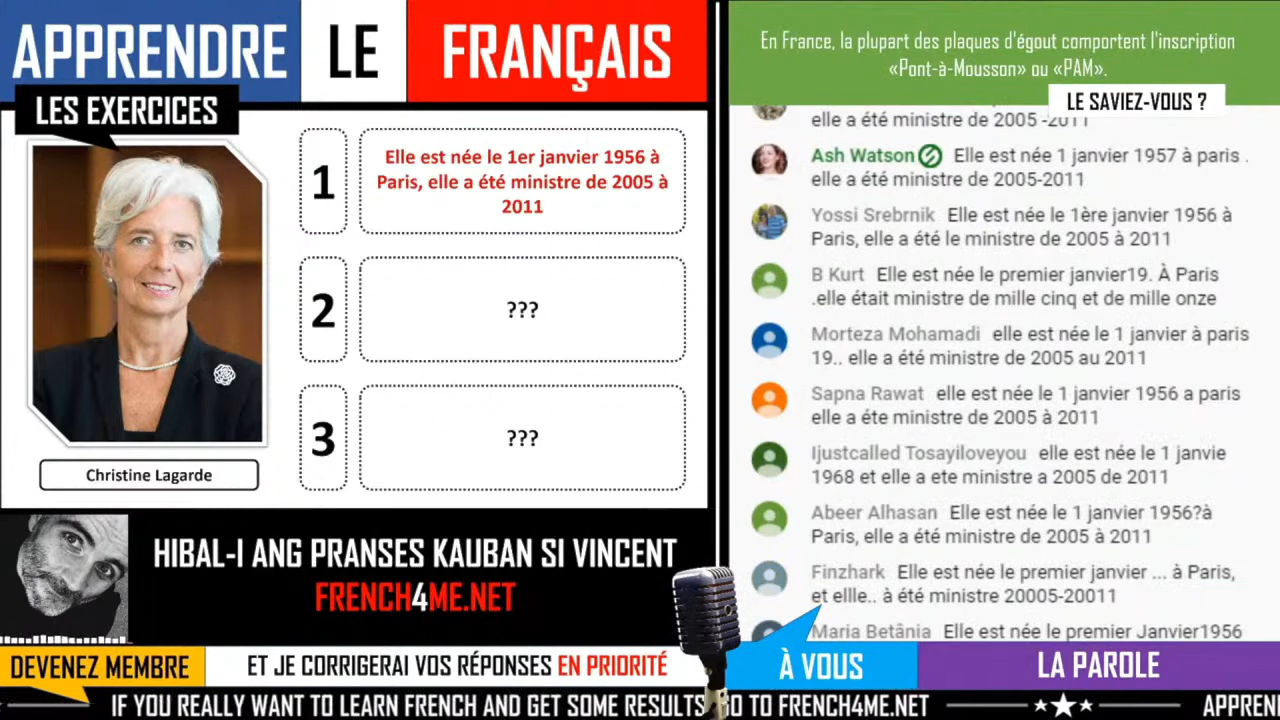 APPRENDRE LE FRANÇAIS
LES EXERCICES
1
Elle est née le 1er janvier 1956 à
Paris, elle a été ministre de 2005 à
2011
2
???
3
???
Christine Lagarde
HIBAL-I ANG PRANSES KAUBAN SI VINCENT
FRENCH4ME.NET
DEVENEZ MEMBRE
ET JE CORRIGERAI VOS RÉPONSES EN PRIORITÉ
En France, la plupart des plaques d'égout comportent l'inscription
«Pont-à-Mousson» ou «PAM».
LE SAVIEZ-VOUS ?
elle a été ministre de 2005 -2011
Ash Watson Elle est née 1 janvier 1957 à paris .
elle a été ministre de 2005-2011
Yossi Srebrnik Elle est née le 1ère janvier 1956 à
Paris, elle a été le ministre de 2005 à 2011
B Kurt Elle est née le premier janvier19. À Paris
.elle était ministre de mille cinq et de mille onze
Morteza Mohamadi elle est née le 1 janvier à paris
19.. elle a été ministre de 2005 au 2011
Sapna Rawat elle est née le 1 janvier 1956 a paris
elle a éte ministre de 2005 à 2011
Ijustcalled Tosayiloveyou elle est née le 1 janvie
1968 et elle a ete ministre a 2005 de 2011
Abeer Alhasan Elle est née le 1 janvier 1956?à
Paris, elle a été ministre de 2005 à 2011
Finzhark Elle est née le premier janvier ... à Paris,
et ellle.. à été ministre 20005-20011
Maria Betânia Elle est née le premier Janvier1956
À VOUS
LA PAROLE
IF YOU REALLY WANT TO LEARN FRENCH AND GET SOME RESULTS GO TO FRENCH4ME.NET
APPREN